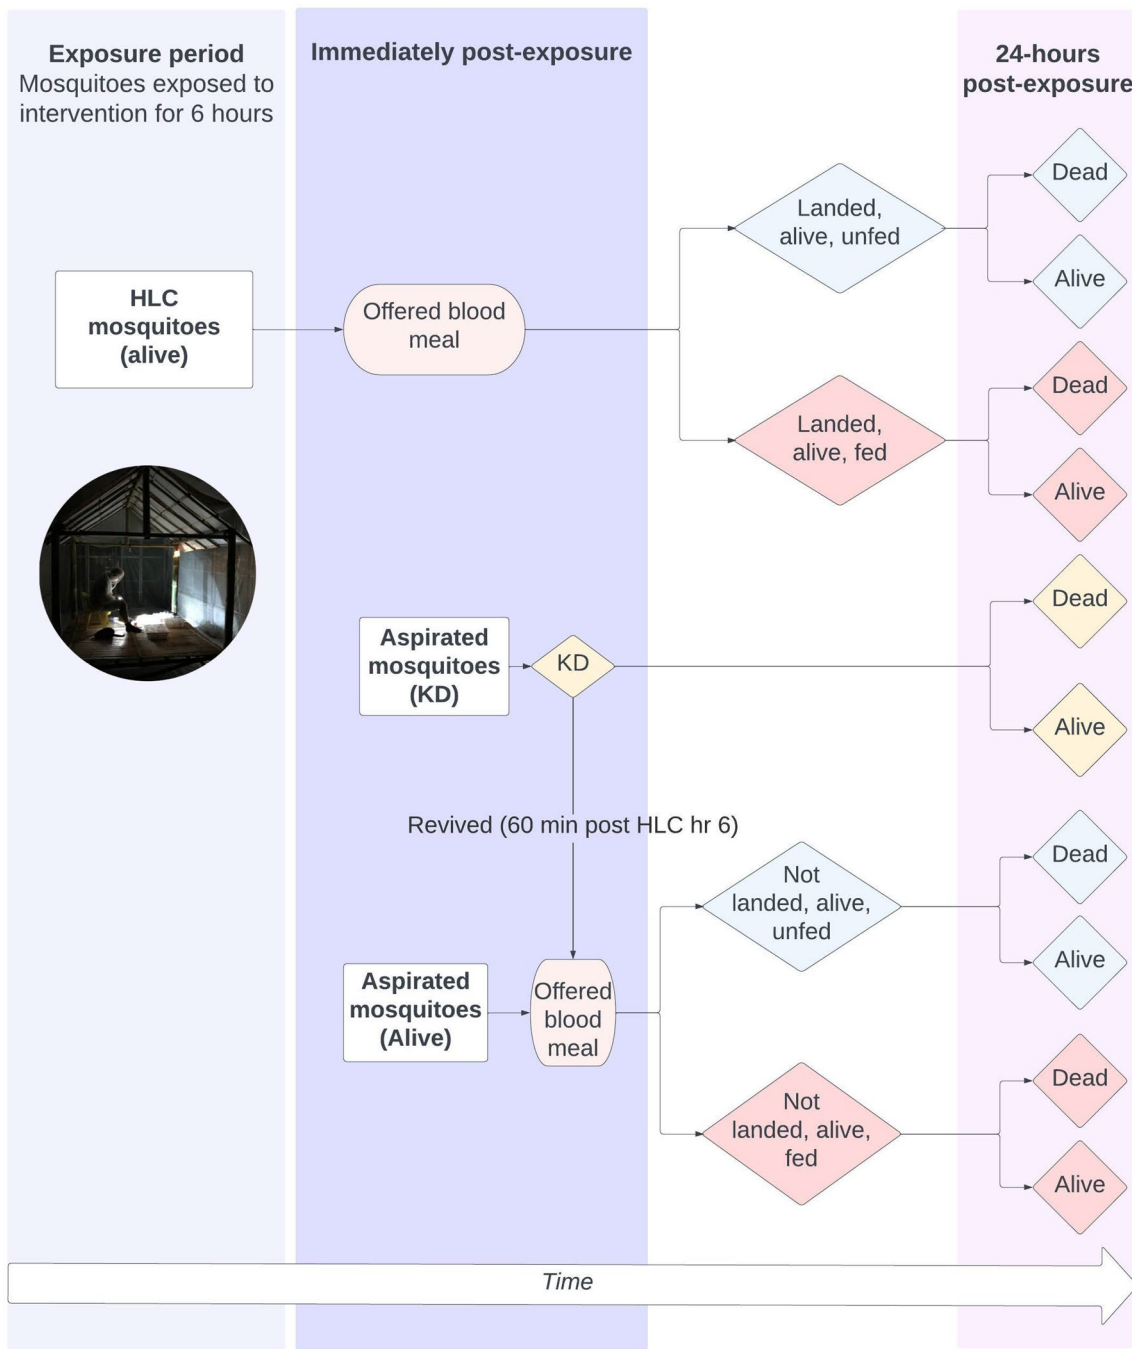 Exposure period
Mosquitoes exposed to
intervention for 6 hours
Immediately post-exposure
24-hours
post-exposure
HLC
mosquitoes
(alive)
Offered blood
meal
Landed,
alive, unfed
Dead
Alive
Landed,
alive, fed
Dead
Alive
Aspirated
mosquitoes
(KD)
KD
Dead
Alive
Revived (60 min post HLC hr 6)
Aspirated
mosquitoes
(Alive)
Offered
blood
meal
Not
landed, alive,
unfed
Dead
Alive
Not
landed, alive,
fed
Dead
Alive
Time